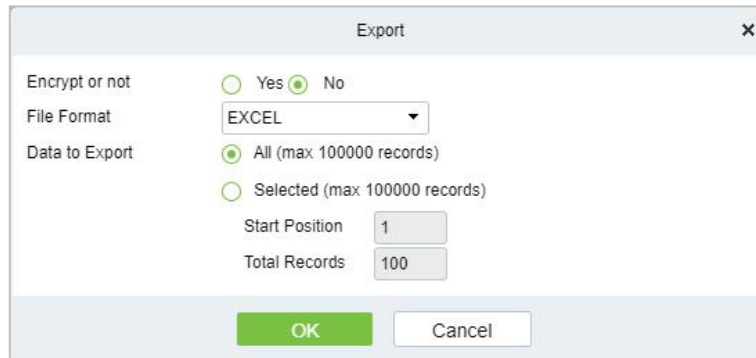 Export
Encrypt or not Yes No
File Format EXCEL
Data to Export All (max 100000 records)
Selected (max 100000 records)
Start Position 1
Total Records 100
OK Cancel